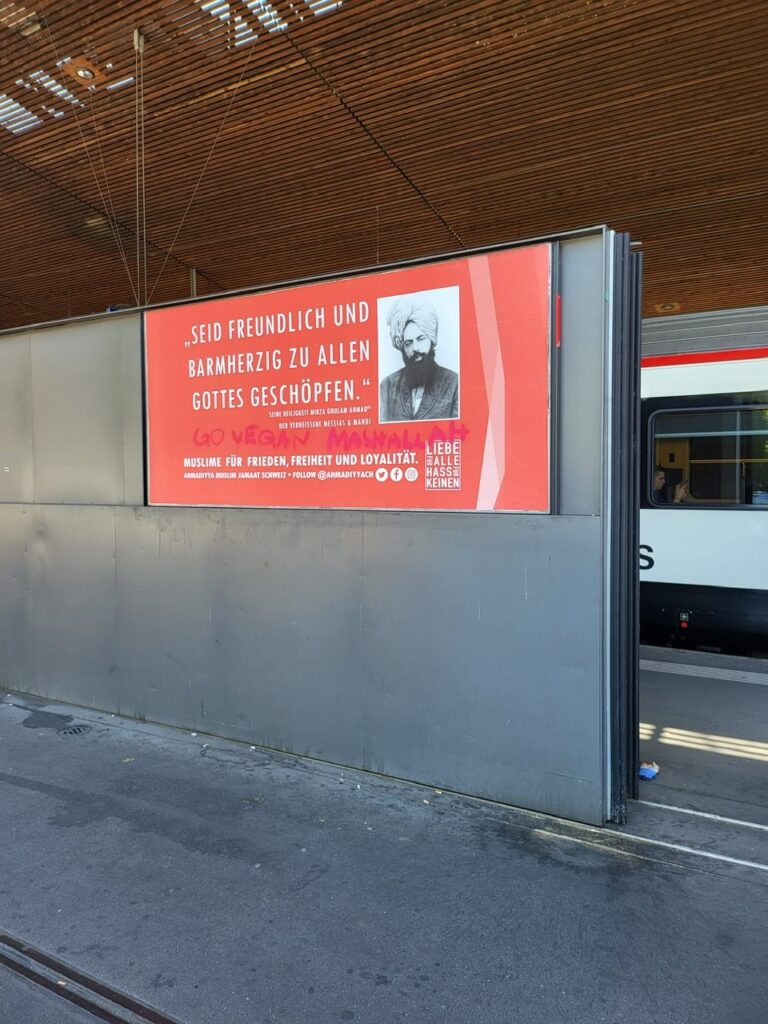 „SEID FREUNDLICH UND
BARMHERZIG ZU ALLEN
GOTTES GESCHÖPFEN.“
SEINE HEILIGKEIT MIRZA GHULAM AHMADAS
DER VERHEISSENE MESSIAS & MAHDI
GO VEGAN MASHALLAH
MUSLIME FÜR FRIEDEN, FREIHEIT UND LOYALITÄT.
AHMADIYYA MUSLIM JAMAAT SCHWEIZ • FOLLOW @AHMADIYYACH
LIEBE
FÜR ALLE
HASS
FÜR KEINEN
S